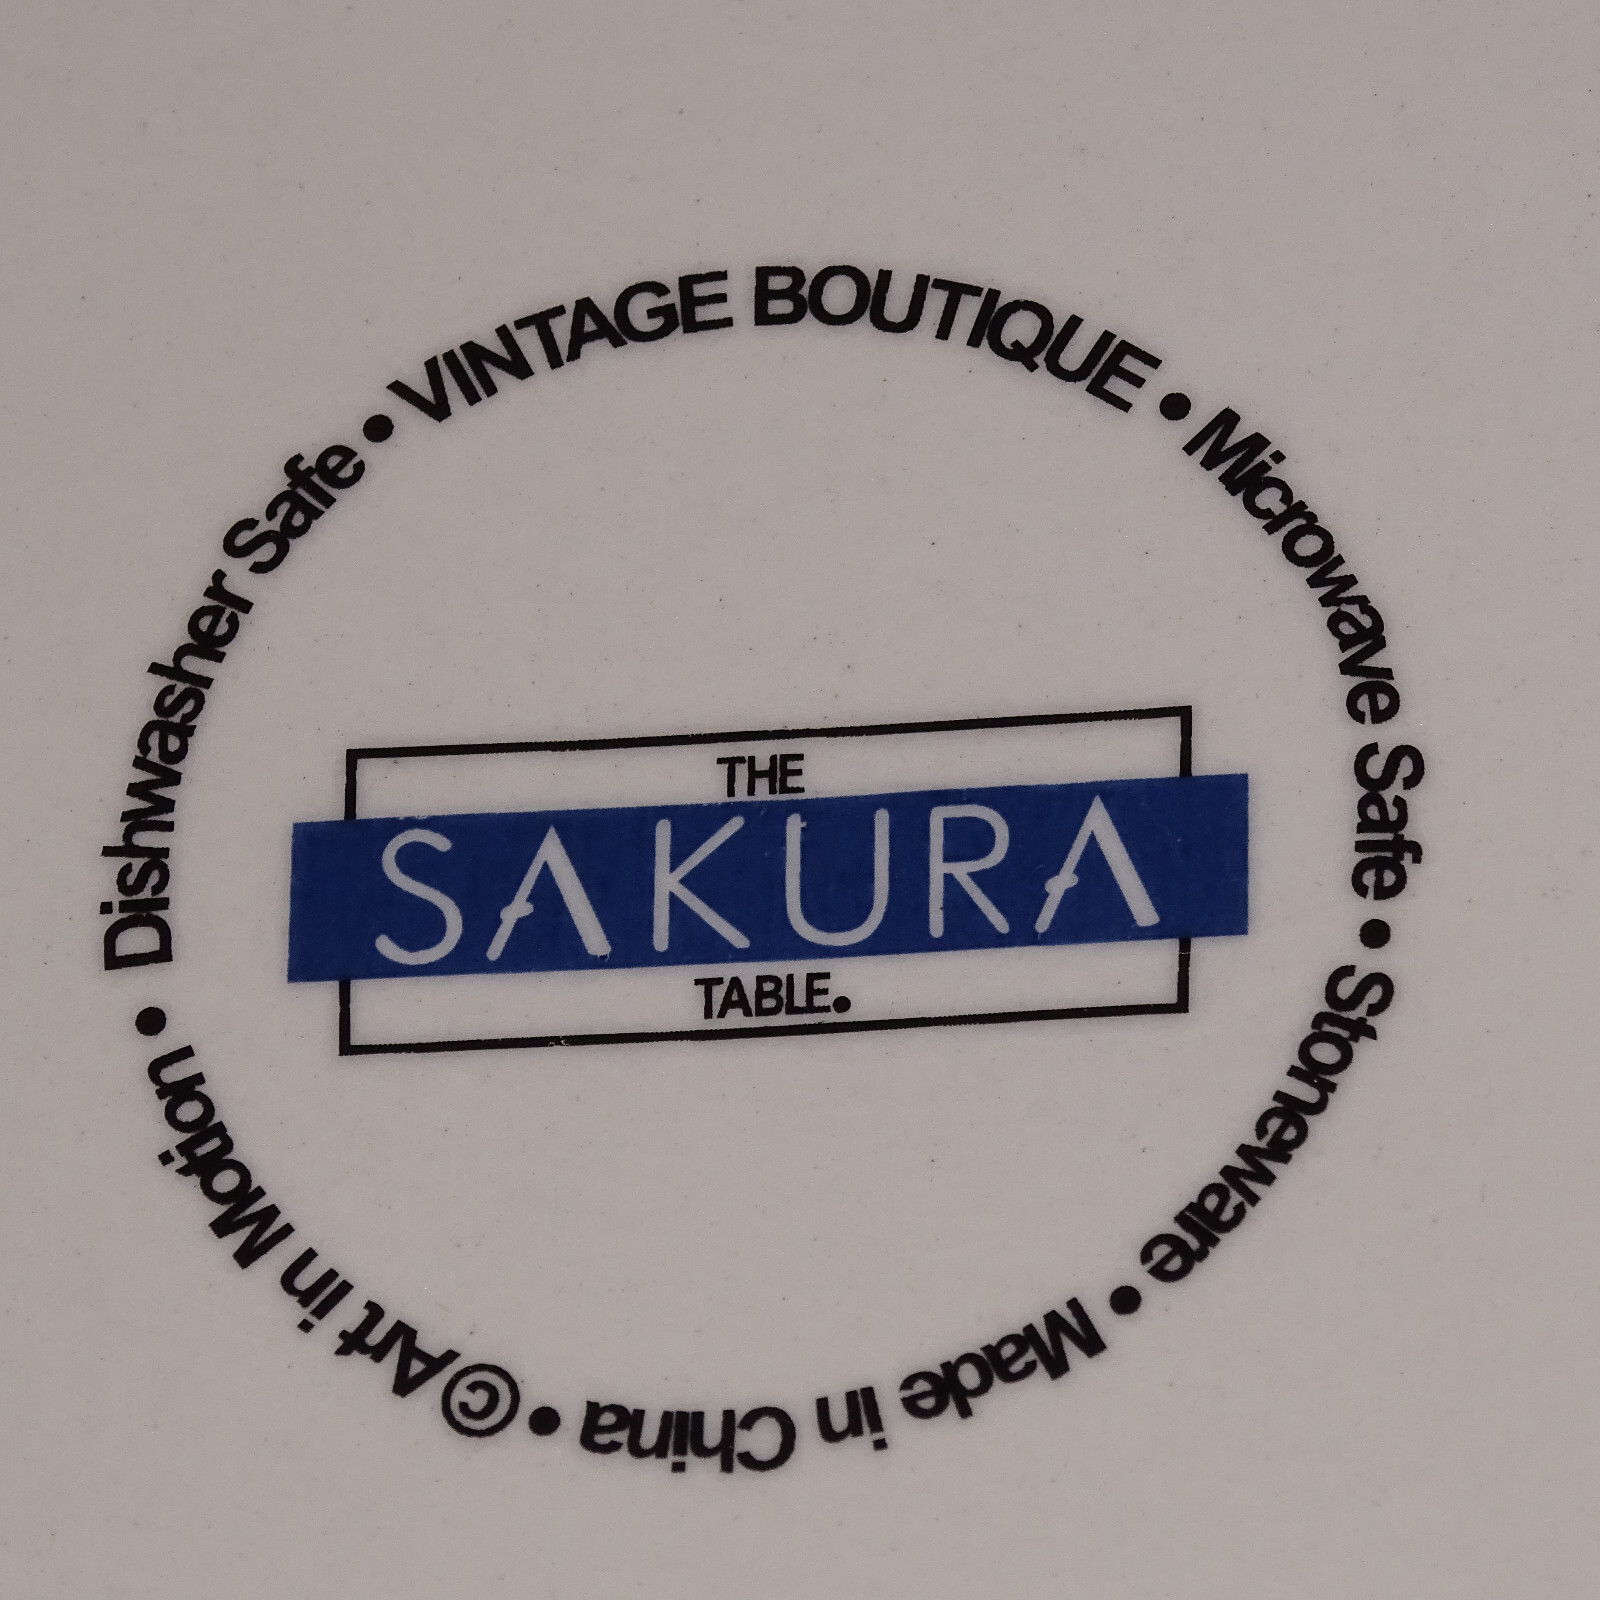 VINTAGE BOUTIQUE • Microwave Safe • Stoneware • Made in China • ©Art in Motion • Dishwasher Safe •
THE
SAKURA
TABLE.